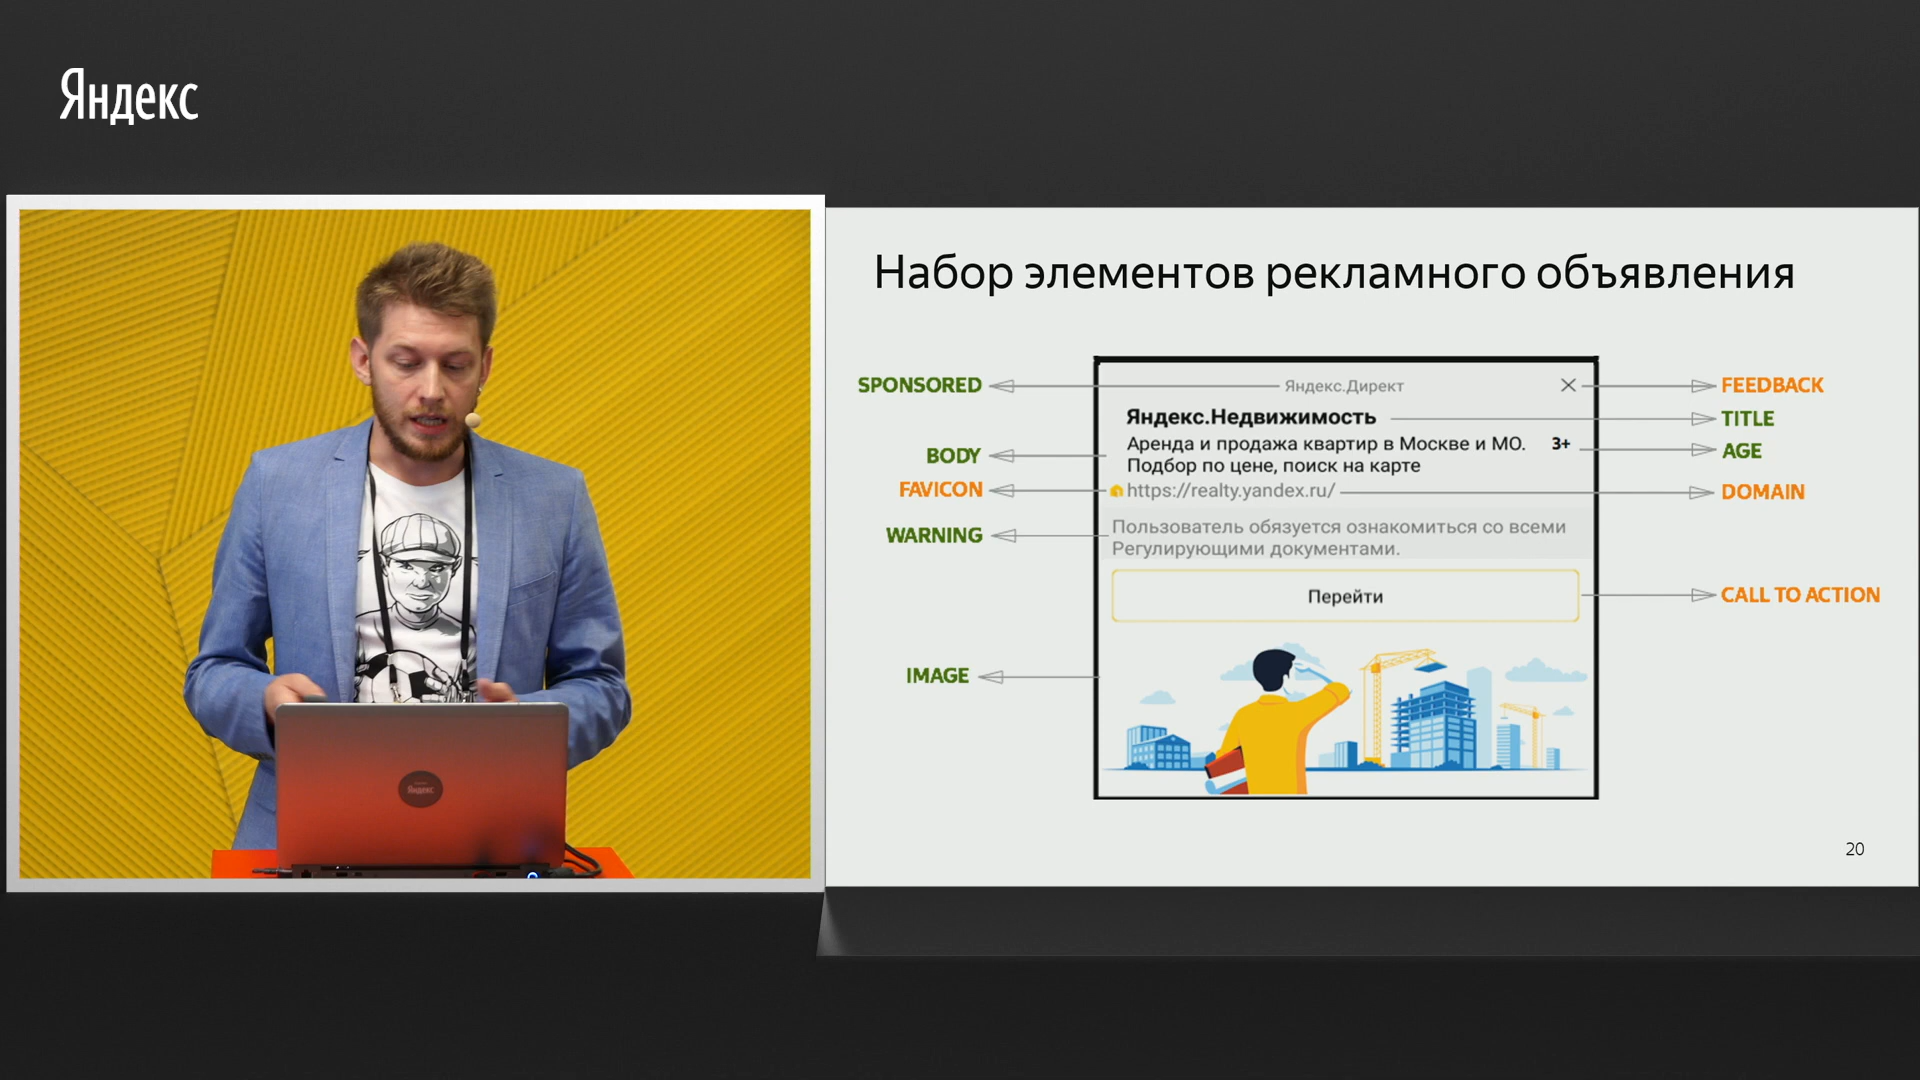 Яндекс
Набор элементов рекламного объявления
SPONSORED
Яндекс.Директ
FEEDBACK
Яндекс.Недвижимость
TITLE
BODY
Аренда и продажа квартир в Москве и МО.
Подбор по цене, поиск на карте
3+
AGE
FAVICON
https://realty.yandex.ru/
DOMAIN
WARNING
Пользователь обязуется ознакомиться со всеми
Регулирующими документами.
Перейти
CALL TO ACTION
IMAGE
Яндекс
20